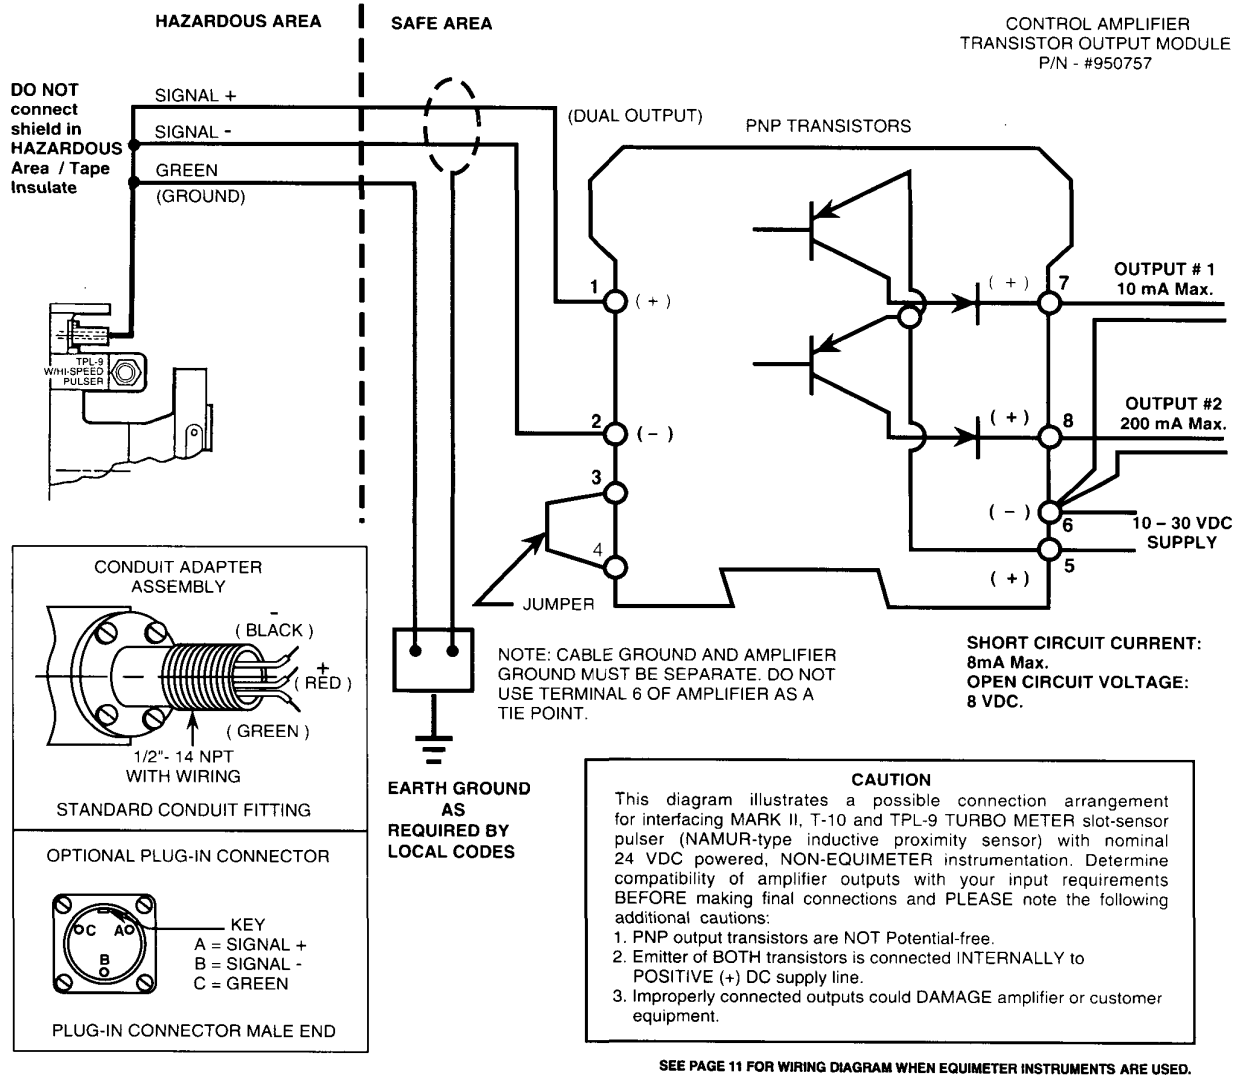 HAZARDOUS AREA
SAFE AREA
CONTROL AMPLIFIER
TRANSISTOR OUTPUT MODULE
P/N - #950757
DO NOT
connect
shield in
HAZARDOUS
Area / Tape
Insulate
SIGNAL +
SIGNAL -
GREEN
(GROUND)
(DUAL OUTPUT)
PNP TRANSISTORS
1
( + )
2
( - )
3
4
JUMPER
( + )
7
OUTPUT # 1
10 mA Max.
( + )
8
OUTPUT #2
200 mA Max.
( - )
6
10 – 30 VDC
SUPPLY
5
( + )
TPL-9
W/HI-SPEED
PULSER
CONDUIT ADAPTER
ASSEMBLY
-
( BLACK )
+
( RED )
( GREEN )
1/2"- 14 NPT
WITH WIRING
STANDARD CONDUIT FITTING
OPTIONAL PLUG-IN CONNECTOR
C
A
B
KEY
A = SIGNAL +
B = SIGNAL -
C = GREEN
PLUG-IN CONNECTOR MALE END
EARTH GROUND
AS
REQUIRED BY
LOCAL CODES
NOTE: CABLE GROUND AND AMPLIFIER
GROUND MUST BE SEPARATE. DO NOT
USE TERMINAL 6 OF AMPLIFIER AS A
TIE POINT.
SHORT CIRCUIT CURRENT:
8mA Max.
OPEN CIRCUIT VOLTAGE:
8 VDC.
CAUTION
This diagram illustrates a possible connection arrangement
for interfacing MARK II, T-10 and TPL-9 TURBO METER slot-sensor
pulser (NAMUR-type inductive proximity sensor) with nominal
24 VDC powered, NON-EQUIMETER instrumentation. Determine
compatibility of amplifier outputs with your input requirements
BEFORE making final connections and PLEASE note the following
additional cautions:
1. PNP output transistors are NOT Potential-free.
2. Emitter of BOTH transistors is connected INTERNALLY to
POSITIVE (+) DC supply line.
3. Improperly connected outputs could DAMAGE amplifier or customer
equipment.
SEE PAGE 11 FOR WIRING DIAGRAM WHEN EQUIMETER INSTRUMENTS ARE USED.